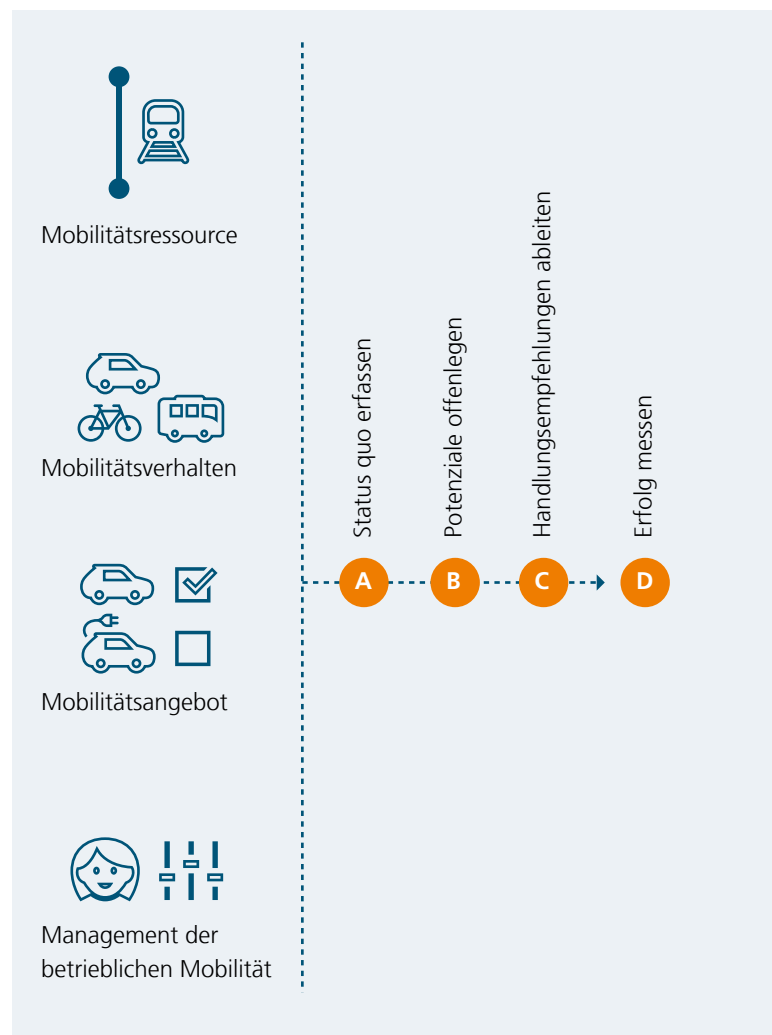 Mobilitätsressource
Mobilitätsverhalten
Mobilitätsangebot
Management der
betrieblichen Mobilität
Status quo erfassen
Potenziale offenlegen
Handlungsempfehlungen ableiten
Erfolg messen
A
B
C
D